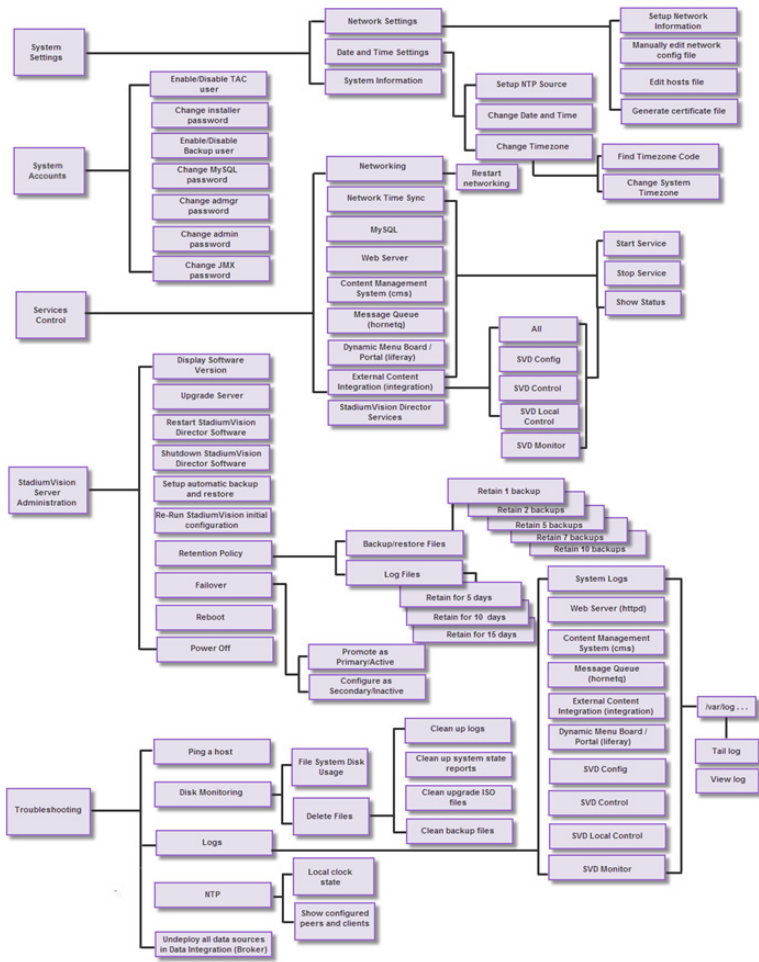 System
Settings
Network Settings
Date and Time Settings
System Information
Setup Network
Information
Manually edit network
config file
Edit hosts file
Generate certificate file
Setup NTP Source
Change Date and Time
Change Timezone
Find Timezone Code
Change System
Timezone
System
Accounts
Enable/Disable TAC
user
Change installer
password
Enable/Disable
Backup user
Change MySQL
password
Change admgr
password
Change admin
password
Change JMX
password
Services
Control
Networking
Restart
networking
Network Time Sync
MySQL
Web Server
Content Management
System (cms)
Message Queue
(hornetq)
Dynamic Menu Board /
Portal (liferay)
External Content
Integration (integration)
StadiumVision Director
Services
All
SVD Config
SVD Control
SVD Local
Control
SVD Monitor
Start Service
Stop Service
Show Status
StadiumVision
Server
Administration
Display Software
Version
Upgrade Server
Restart StadiumVision
Director Software
Shutdown StadiumVision
Director Software
Setup automatic backup
and restore
Re-Run StadiumVision initial
configuration
Retention Policy
Failover
Reboot
Power Off
Backup/restore Files
Log Files
Retain 1 backup
Retain 2 backups
Retain 5 backups
Retain 7 backups
Retain 10 backups
Retain for 5 days
Retain for 10 days
Retain for 15 days
Promote as
Primary/Active
Configure as
Secondary/Inactive
Troubleshooting
Ping a host
Disk Monitoring
Logs
NTP
Undeploy all data sources
in Data Integration (Broker)
File System Disk
Usage
Delete Files
Clean up logs
Clean up system state
reports
Clean upgrade ISO
files
Clean backup files
Local clock
state
Show configured
peers and clients
System Logs
Web Server (httpd)
Content Management
System (cms)
Message Queue
(hornetq)
External Content
Integration (integration)
Dynamic Menu Board /
Portal (liferay)
SVD Config
SVD Control
SVD Local Control
SVD Monitor
/var/log . . .
Tail log
View log